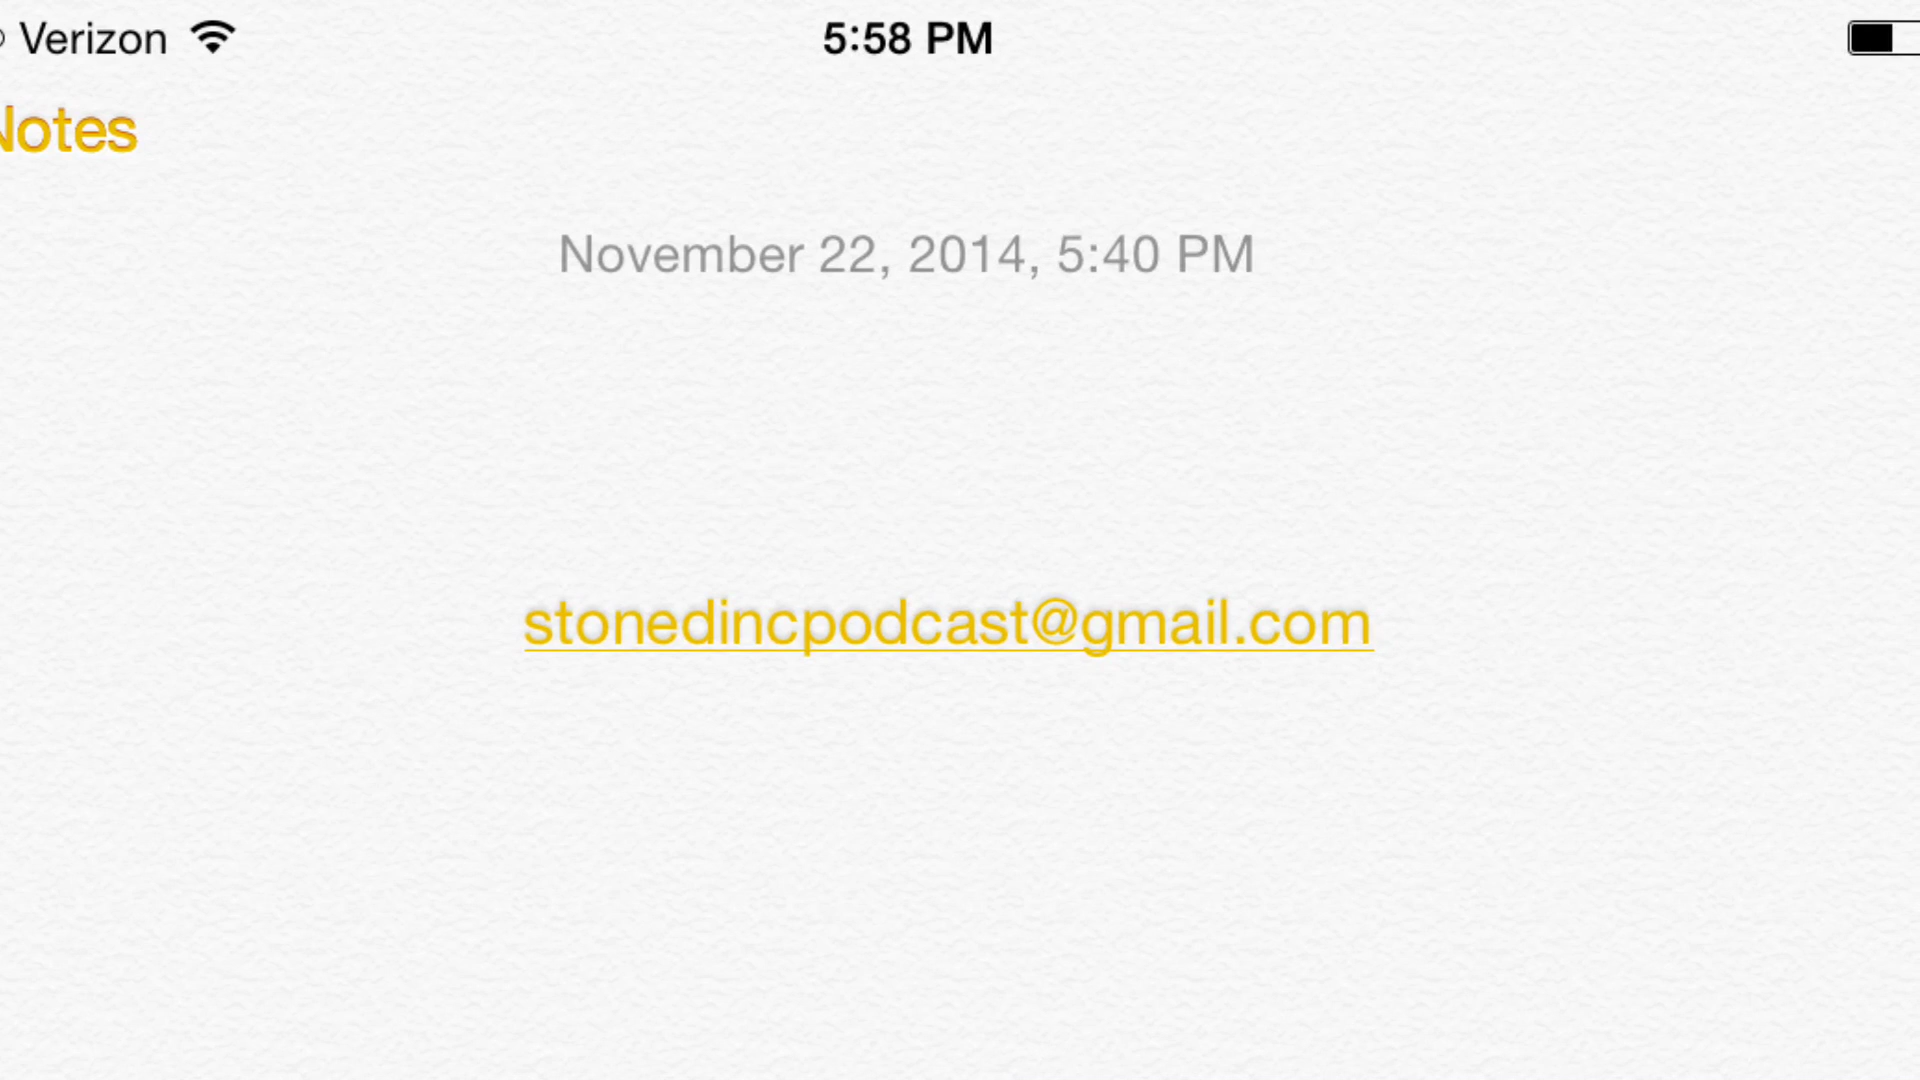 Verizon 5:58 PM
Notes
November 22, 2014, 5:40 PM
stonedincpodcast@gmail.com